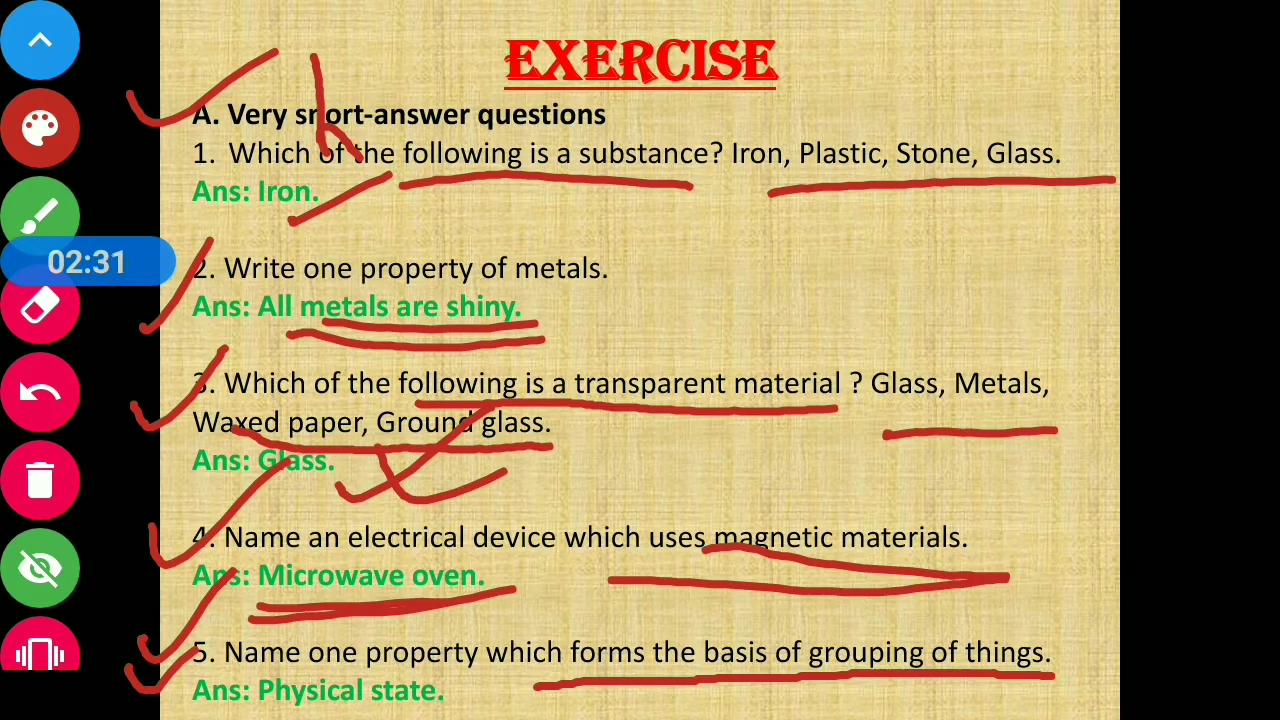 EXERCISE
A. Very short-answer questions
1. Which of the following is a substance? Iron, Plastic, Stone, Glass.
Ans: Iron.
02:31
2. Write one property of metals.
Ans: All metals are shiny.
3. Which of the following is a transparent material ? Glass, Metals,
Waxed paper, Ground glass.
Ans: Glass.
4. Name an electrical device which uses magnetic materials.
Ans: Microwave oven.
5. Name one property which forms the basis of grouping of things.
Ans: Physical state.